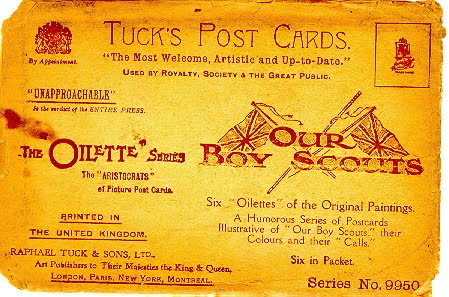 TUCK'S POST CARDS.
"The Most Welcome, Artistic and Up-to-Date."
USED BY ROYALTY, SOCIETY & THE GREAT PUBLIC.
By Appointment.
TRADE MARK
"UNAPPROACHABLE"
In the verdict of the ENTIRE PRESS.
THE "OILETTE" SERIES
The "ARISTOCRATS"
of Picture Post Cards.
OUR
BOY SCOUTS
Six "Oilettes" of the Original Paintings.
A Humorous Series of Postcards
Illustrative of "Our Boy Scouts," their
Colours and their "Calls."
Six in Packet.
PRINTED IN
THE UNITED KINGDOM.
RAPHAEL TUCK & SONS, LTD.,
Art Publishers to Their Majesties the King & Queen,
LONDON, PARIS, NEW YORK, MONTREAL.
Series No. 9950